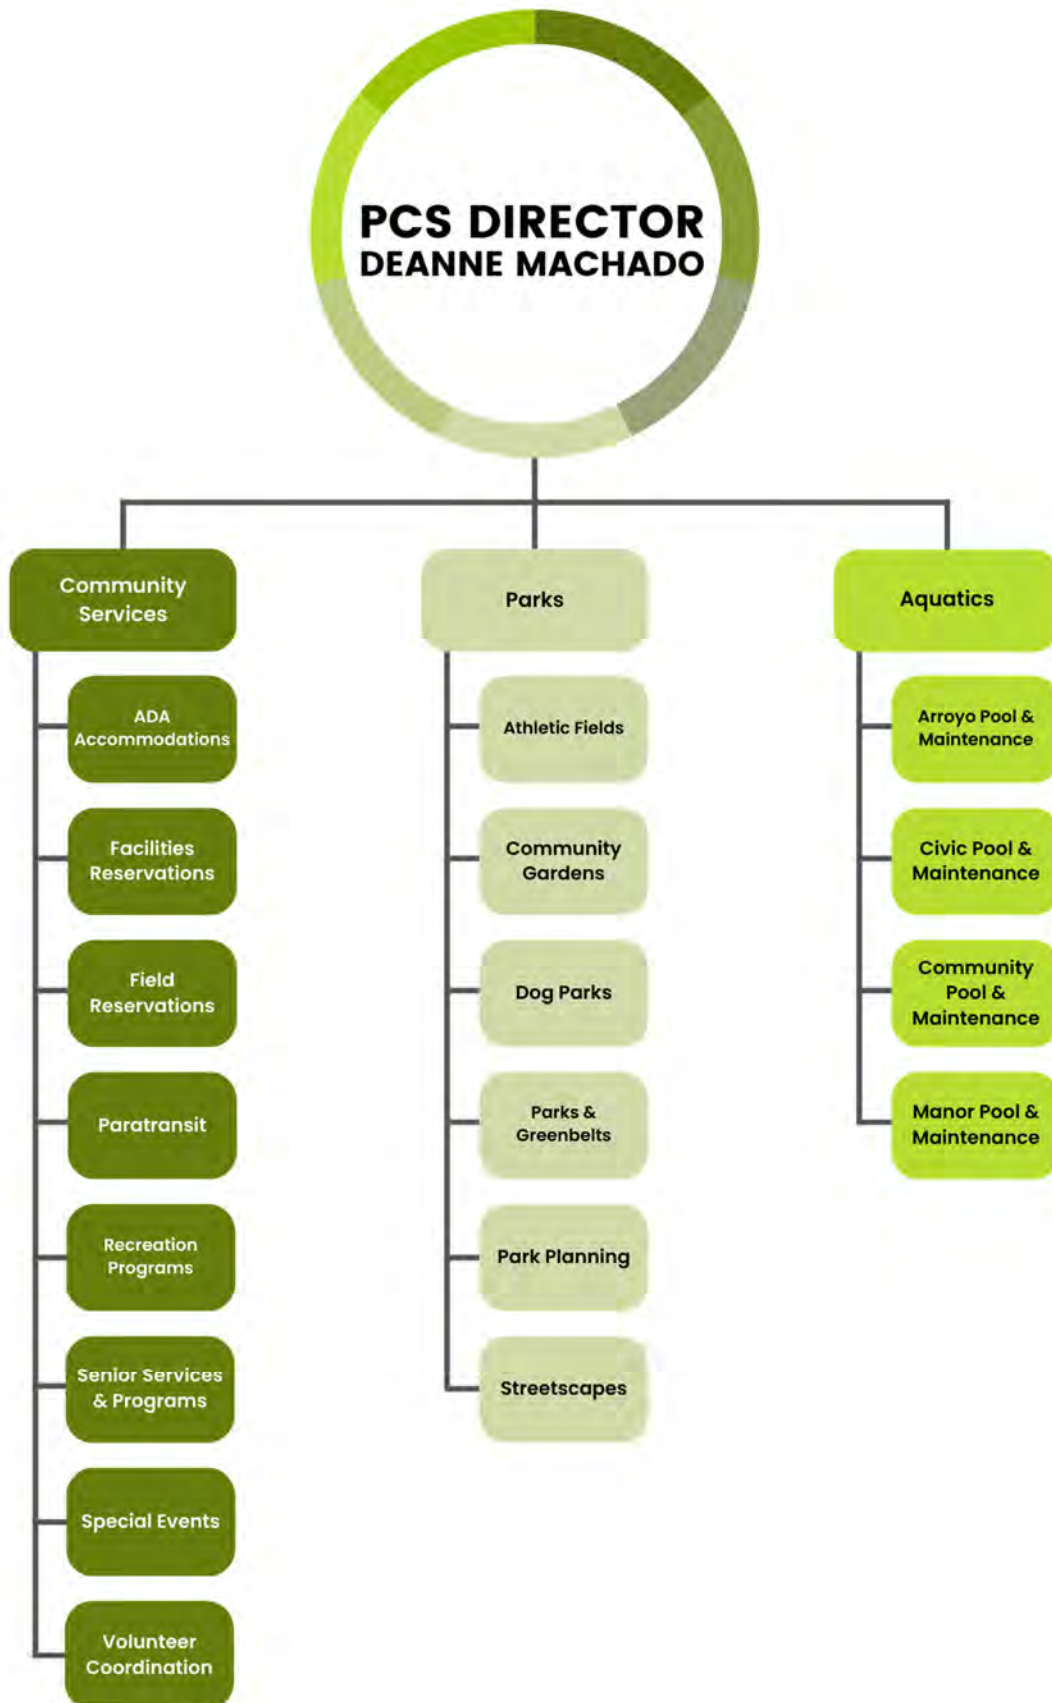 PCS DIRECTOR
DEANNE MACHADO
Community
Services
ADA
Accommodations
Facilities
Reservations
Field
Reservations
Paratransit
Recreation
Programs
Senior Services
& Programs
Special Events
Volunteer
Coordination
Parks
Athletic Fields
Community
Gardens
Dog Parks
Parks &
Greenbelts
Park Planning
Streetscapes
Aquatics
Arroyo Pool &
Maintenance
Civic Pool &
Maintenance
Community
Pool &
Maintenance
Manor Pool &
Maintenance